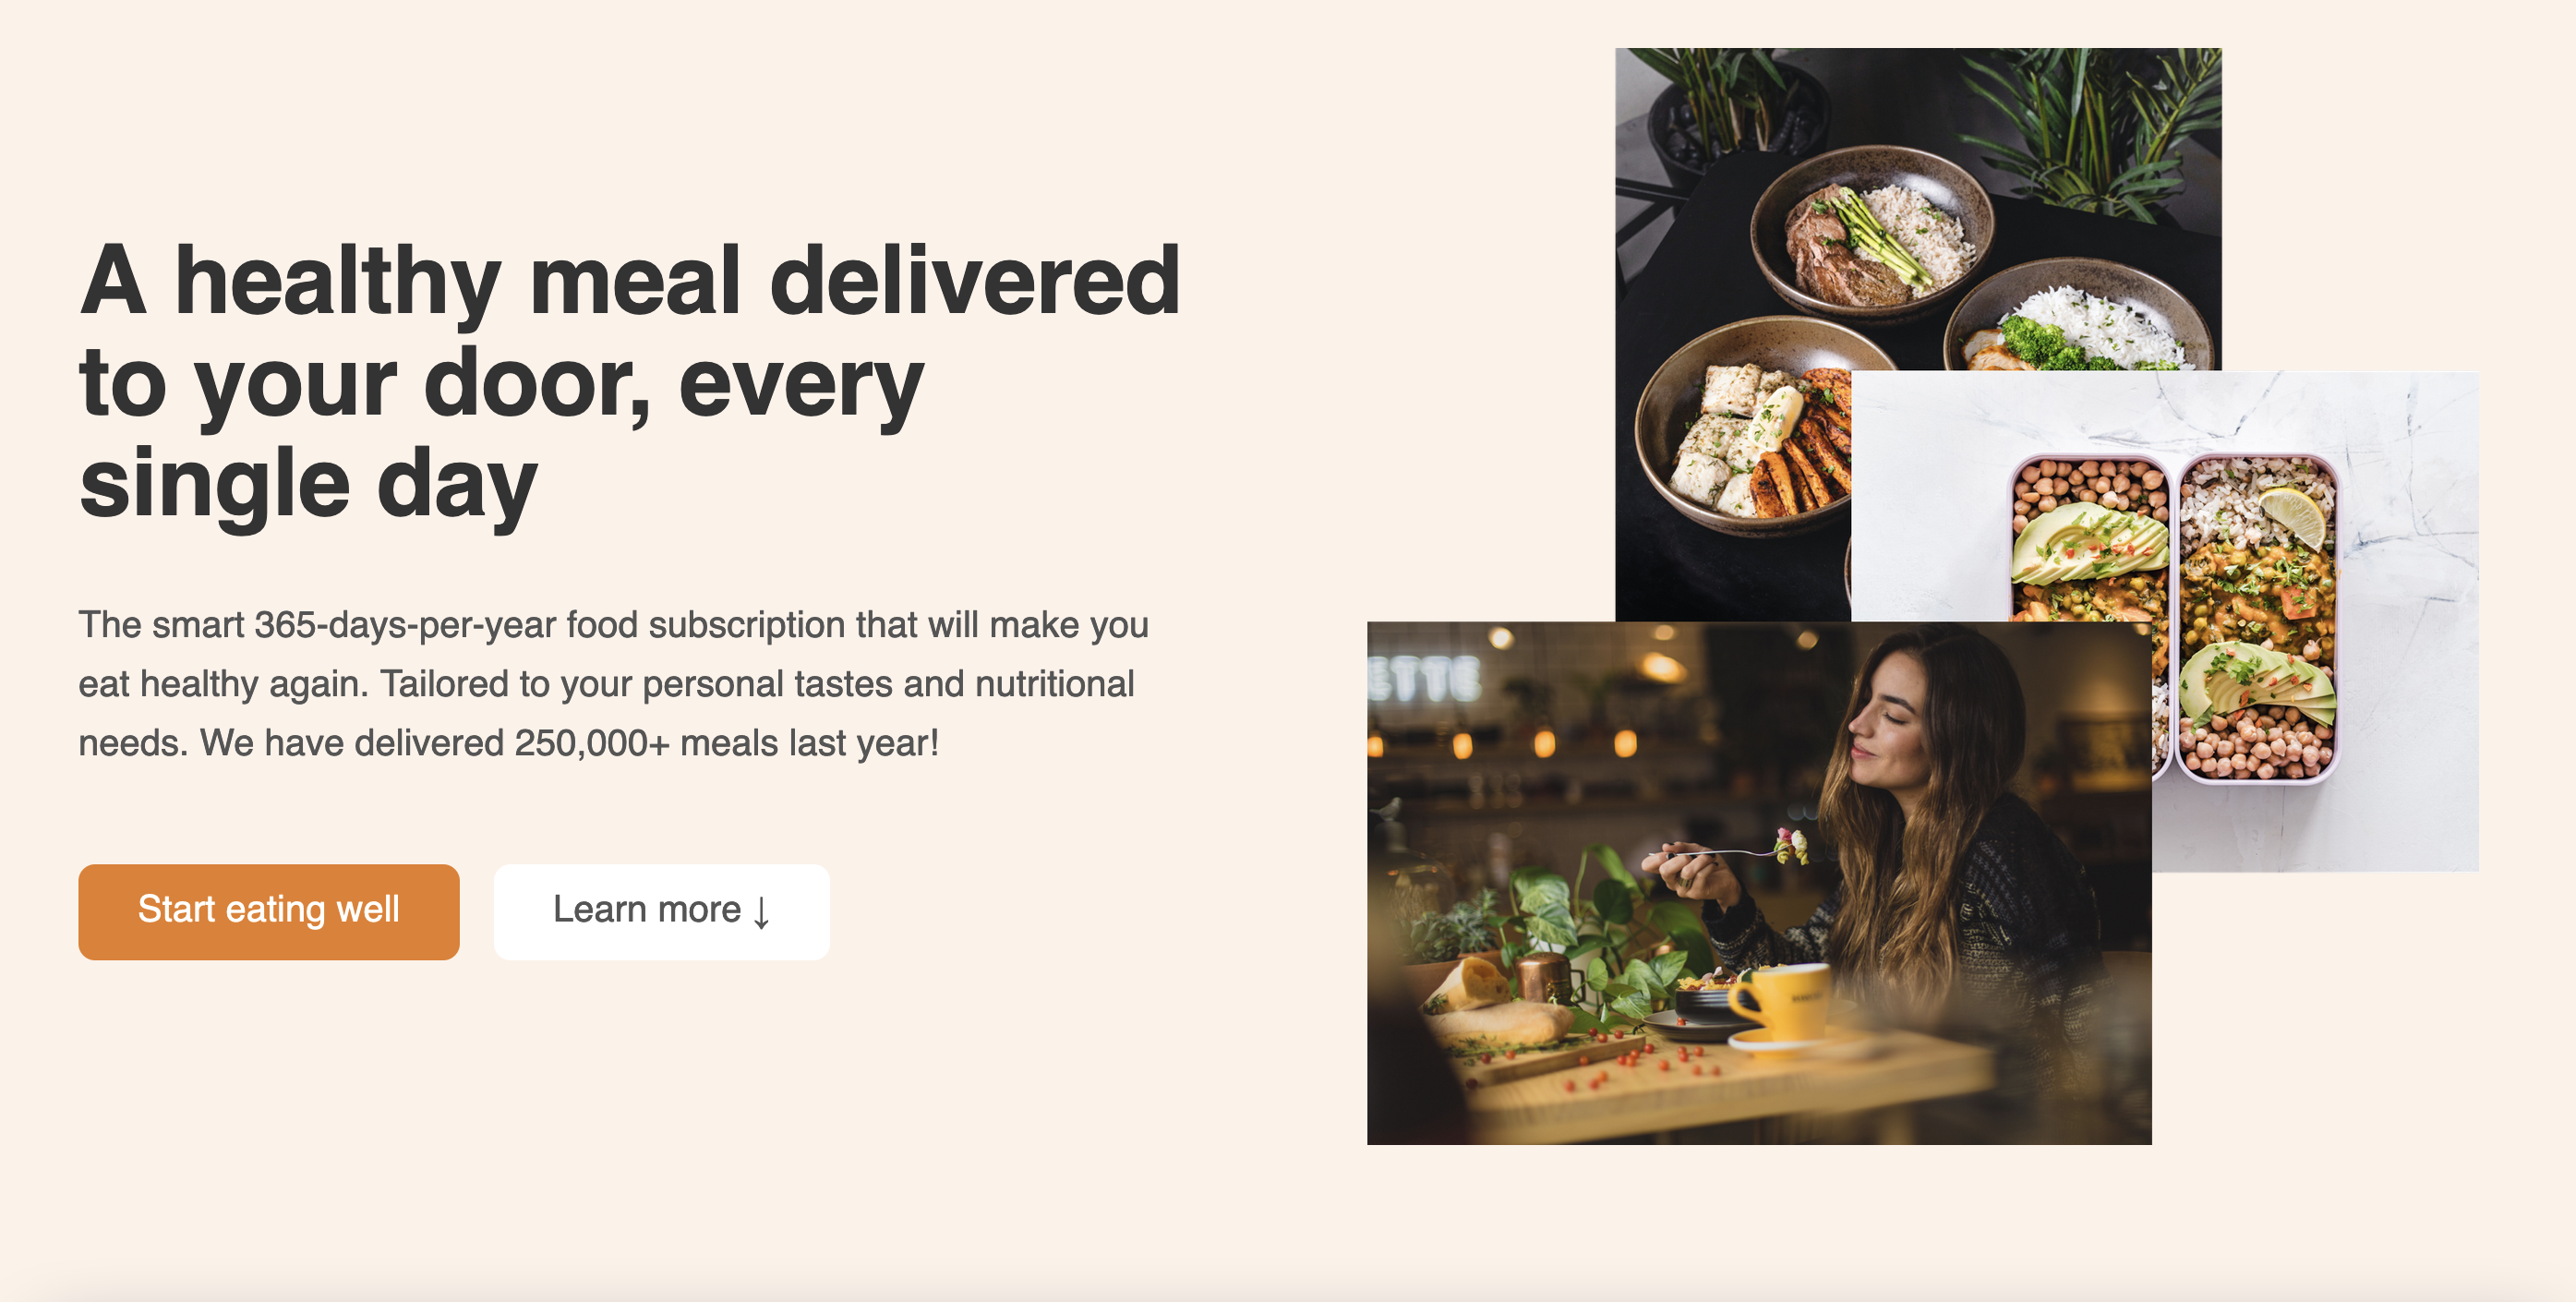 A healthy meal delivered
to your door, every
single day
The smart 365-days-per-year food subscription that will make you
eat healthy again. Tailored to your personal tastes and nutritional
needs. We have delivered 250,000+ meals last year!
Start eating well
Learn more ↓
ETTE